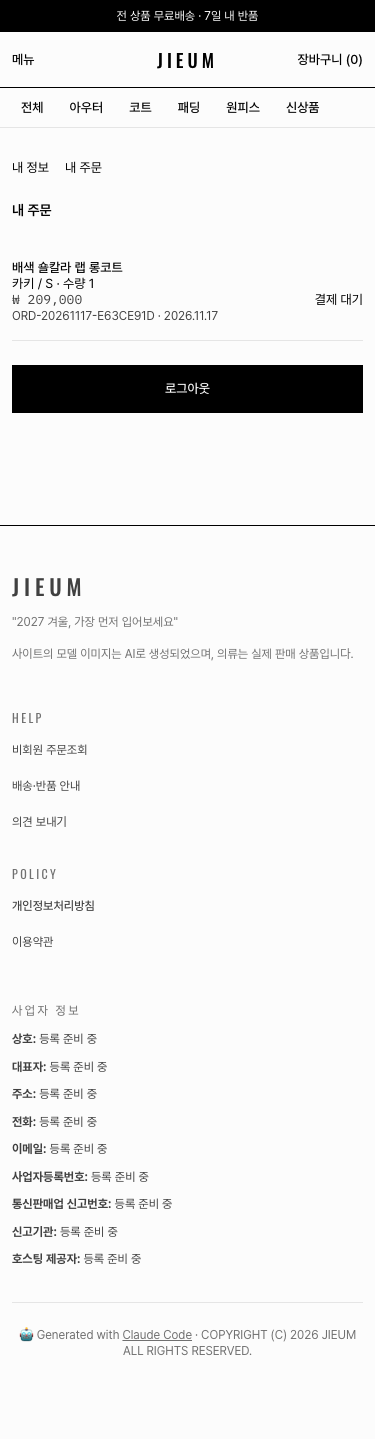 전 상품 무료배송 · 7일 내 반품
메뉴 JIEUM 장바구니 (0)
전체 아우터 코트 패딩 원피스 신상품
내 정보 내 주문
내 주문
배색 숄칼라 랩 롱코트
카키 / S · 수량 1
₩ 209,000 결제 대기
ORD-20261117-E63CE91D · 2026.11.17
로그아웃
JIEUM
"2027 겨울, 가장 먼저 입어보세요"
사이트의 모델 이미지는 AI로 생성되었으며, 의류는 실제 판매 상품입니다.
HELP
비회원 주문조회
배송·반품 안내
의견 보내기
POLICY
개인정보처리방침
이용약관
사업자 정보
상호: 등록 준비 중
대표자: 등록 준비 중
주소: 등록 준비 중
전화: 등록 준비 중
이메일: 등록 준비 중
사업자등록번호: 등록 준비 중
통신판매업 신고번호: 등록 준비 중
신고기관: 등록 준비 중
호스팅 제공자: 등록 준비 중
🤖 Generated with Claude Code · COPYRIGHT (C) 2026 JIEUM
ALL RIGHTS RESERVED.